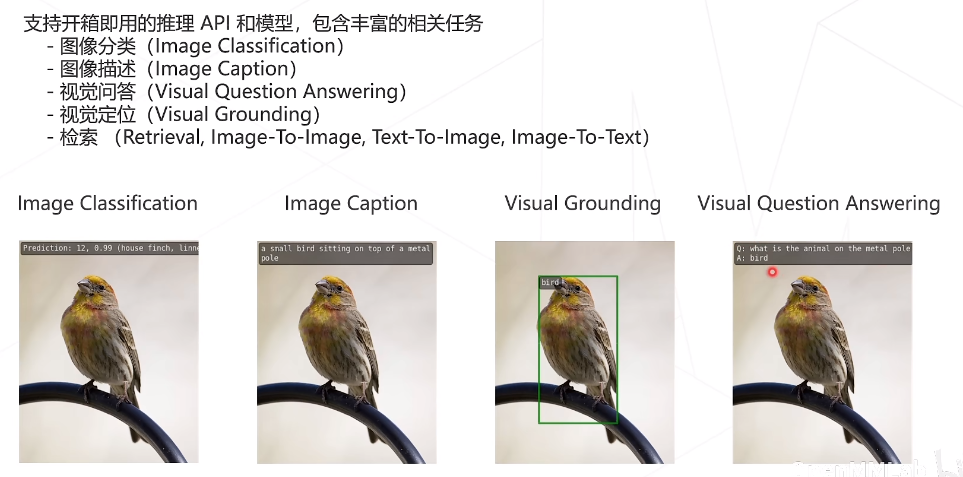 支持开箱即用的推理 API 和模型，包含丰富的相关任务
- 图像分类（Image Classification）
- 图像描述（Image Caption）
- 视觉问答（Visual Question Answering）
- 视觉定位（Visual Grounding）
- 检索 （Retrieval, Image-To-Image, Text-To-Image, Image-To-Text）
Image Classification
Image Caption
Visual Grounding
Visual Question Answering
Prediction: 12, 0.99 (house finch, linne
a small bird sitting on top of a metal
pole
bird
Q: what is the animal on the metal pole
A: bird